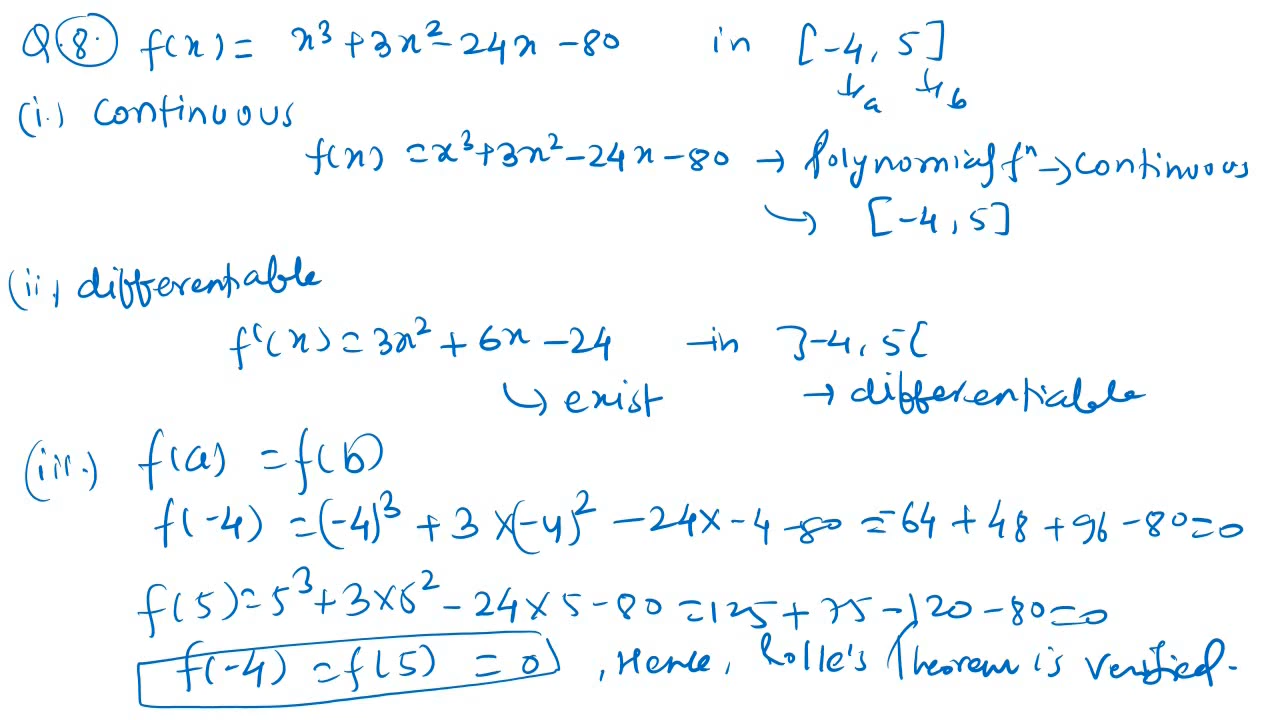 Q.8. f(x) = x³ + 3x² - 24x - 80 in [-4, 5]
↳a ↳b
(i.) Continuous
f(x) = x³ + 3x² - 24x - 80 → Polynomial fⁿ → Continuous
↳ [-4, 5]
(ii) differentiable
f'(x) = 3x² + 6x - 24 in ]-4, 5[
↳ exist → differentiable
(iii.) f(a) = f(b)
f(-4) = (-4)³ + 3×(-4)² - 24×-4 - 80 = -64 + 48 + 96 - 80 = 0
f(5) = 5³ + 3×5² - 24×5 - 80 = 125 + 75 - 120 - 80 = 0
f(-4) = f(5) = 0, Hence, Rolle's Theorem is Verified.